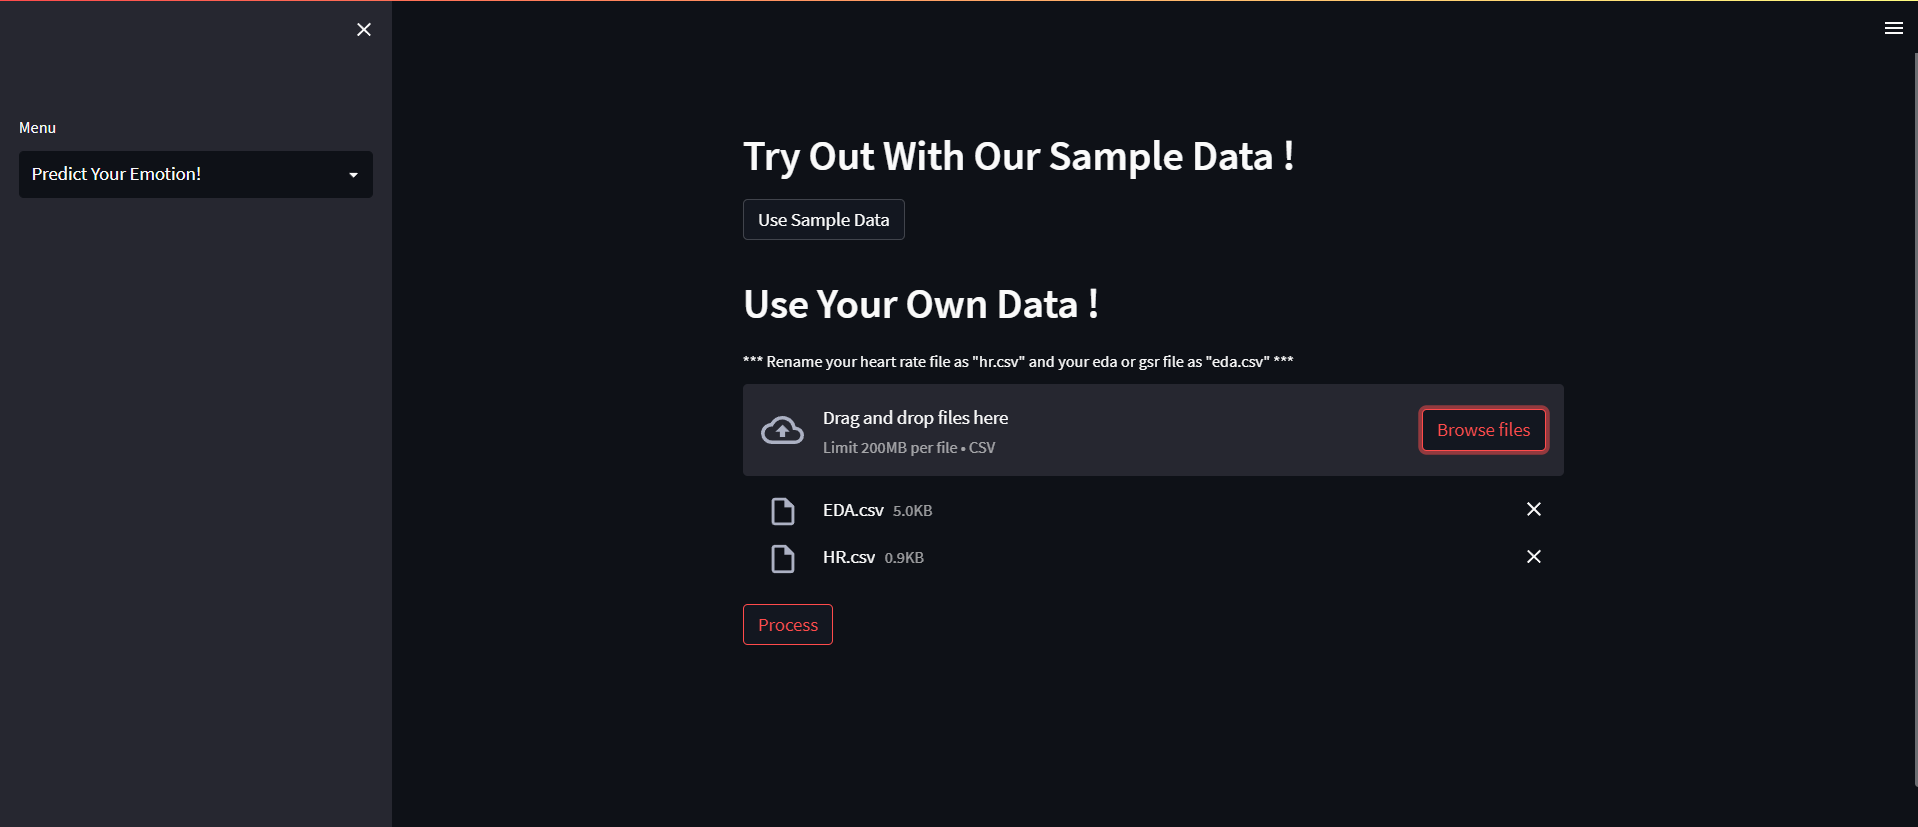 Menu
Predict Your Emotion!
Try Out With Our Sample Data !
Use Sample Data
Use Your Own Data !
*** Rename your heart rate file as "hr.csv" and your eda or gsr file as "eda.csv" ***
Drag and drop files here
Limit 200MB per file • CSV
Browse files
EDA.csv 5.0KB
HR.csv 0.9KB
Process